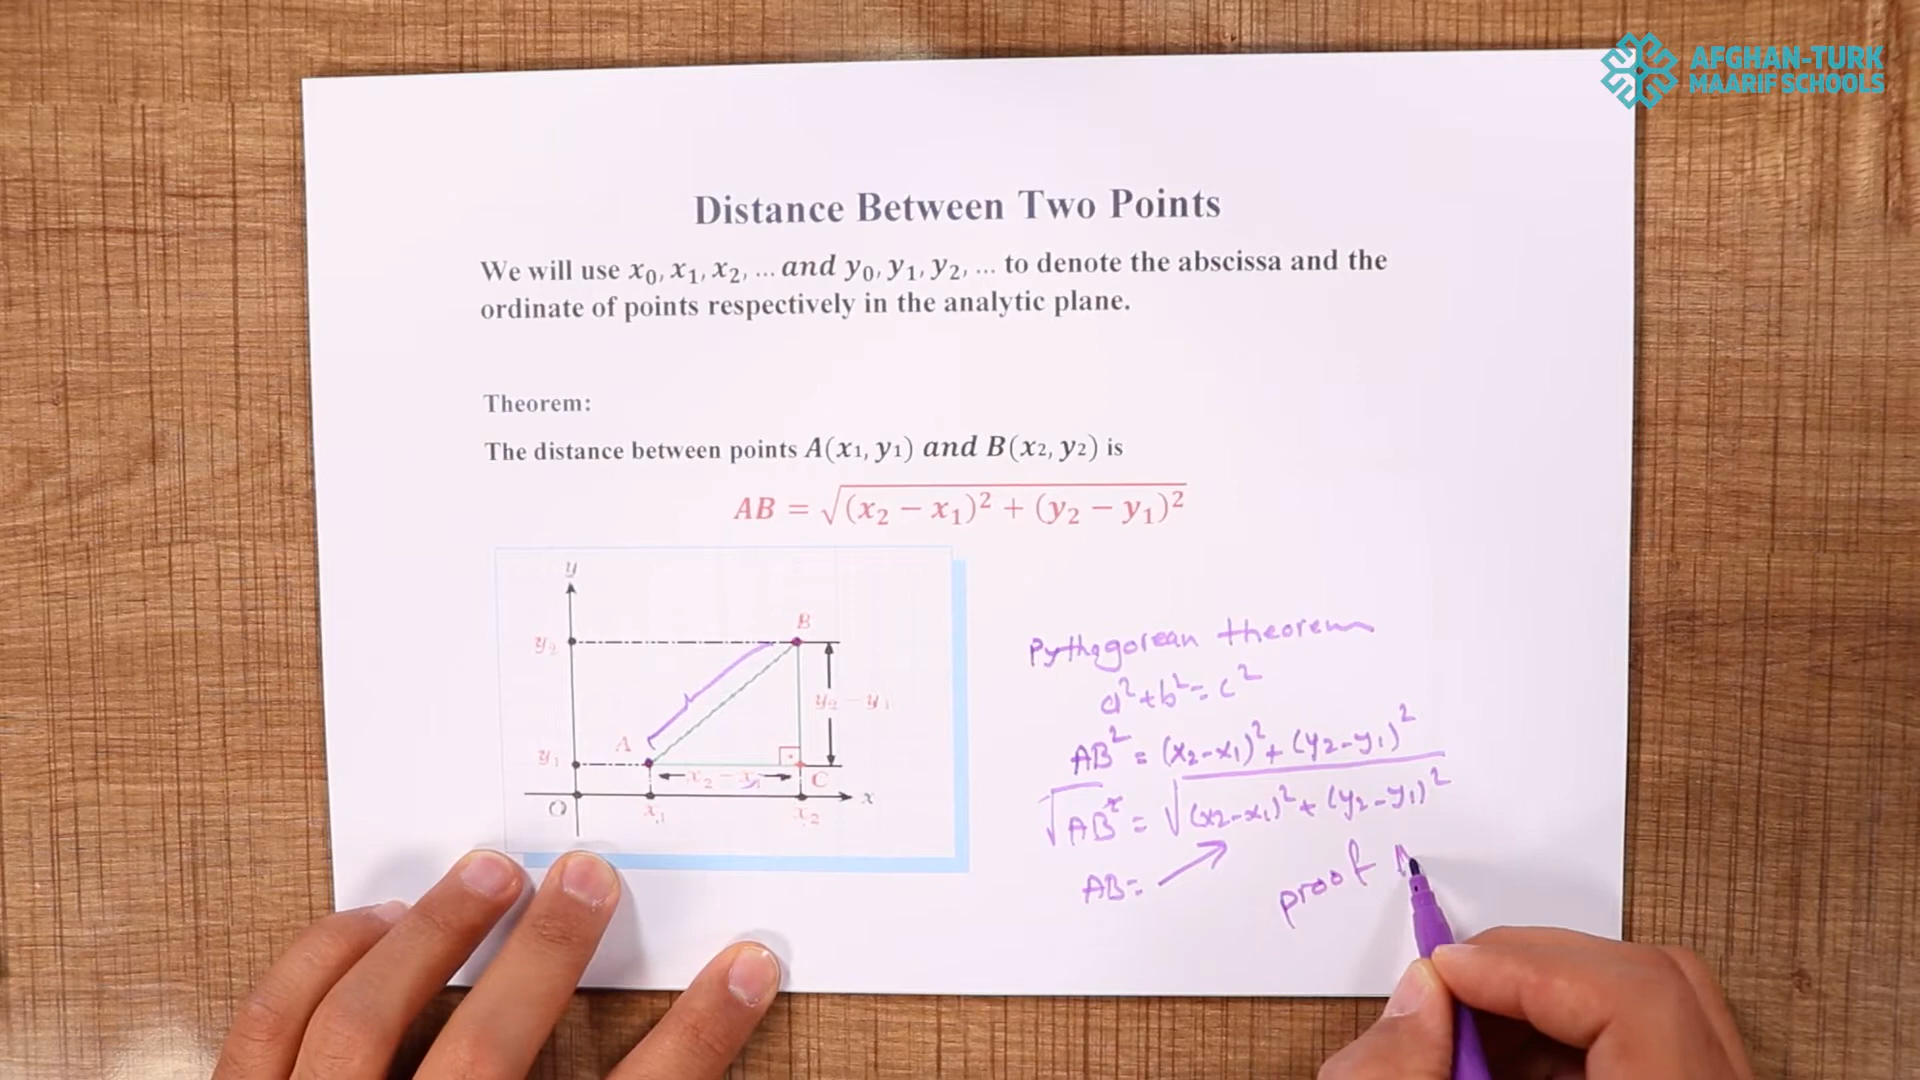 AFGHAN-TURK
MAARIF SCHOOLS
Distance Between Two Points
We will use x₀, x₁, x₂, ... and y₀, y₁, y₂, ... to denote the abscissa and the
ordinate of points respectively in the analytic plane.
Theorem:
The distance between points A(x₁, y₁) and B(x₂, y₂) is
AB = √((x₂ − x₁)² + (y₂ − y₁)²)
y
B
y₂
y₂ − y₁
A
y₁
x₂ − x₁
C
O
x₁
x₂
x
Pythagorean theorem
a²+b²=c²
AB² = (x₂-x₁)²+(y₂-y₁)²
√AB² = √(x₂-x₁)²+(y₂-y₁)²
AB=
proof